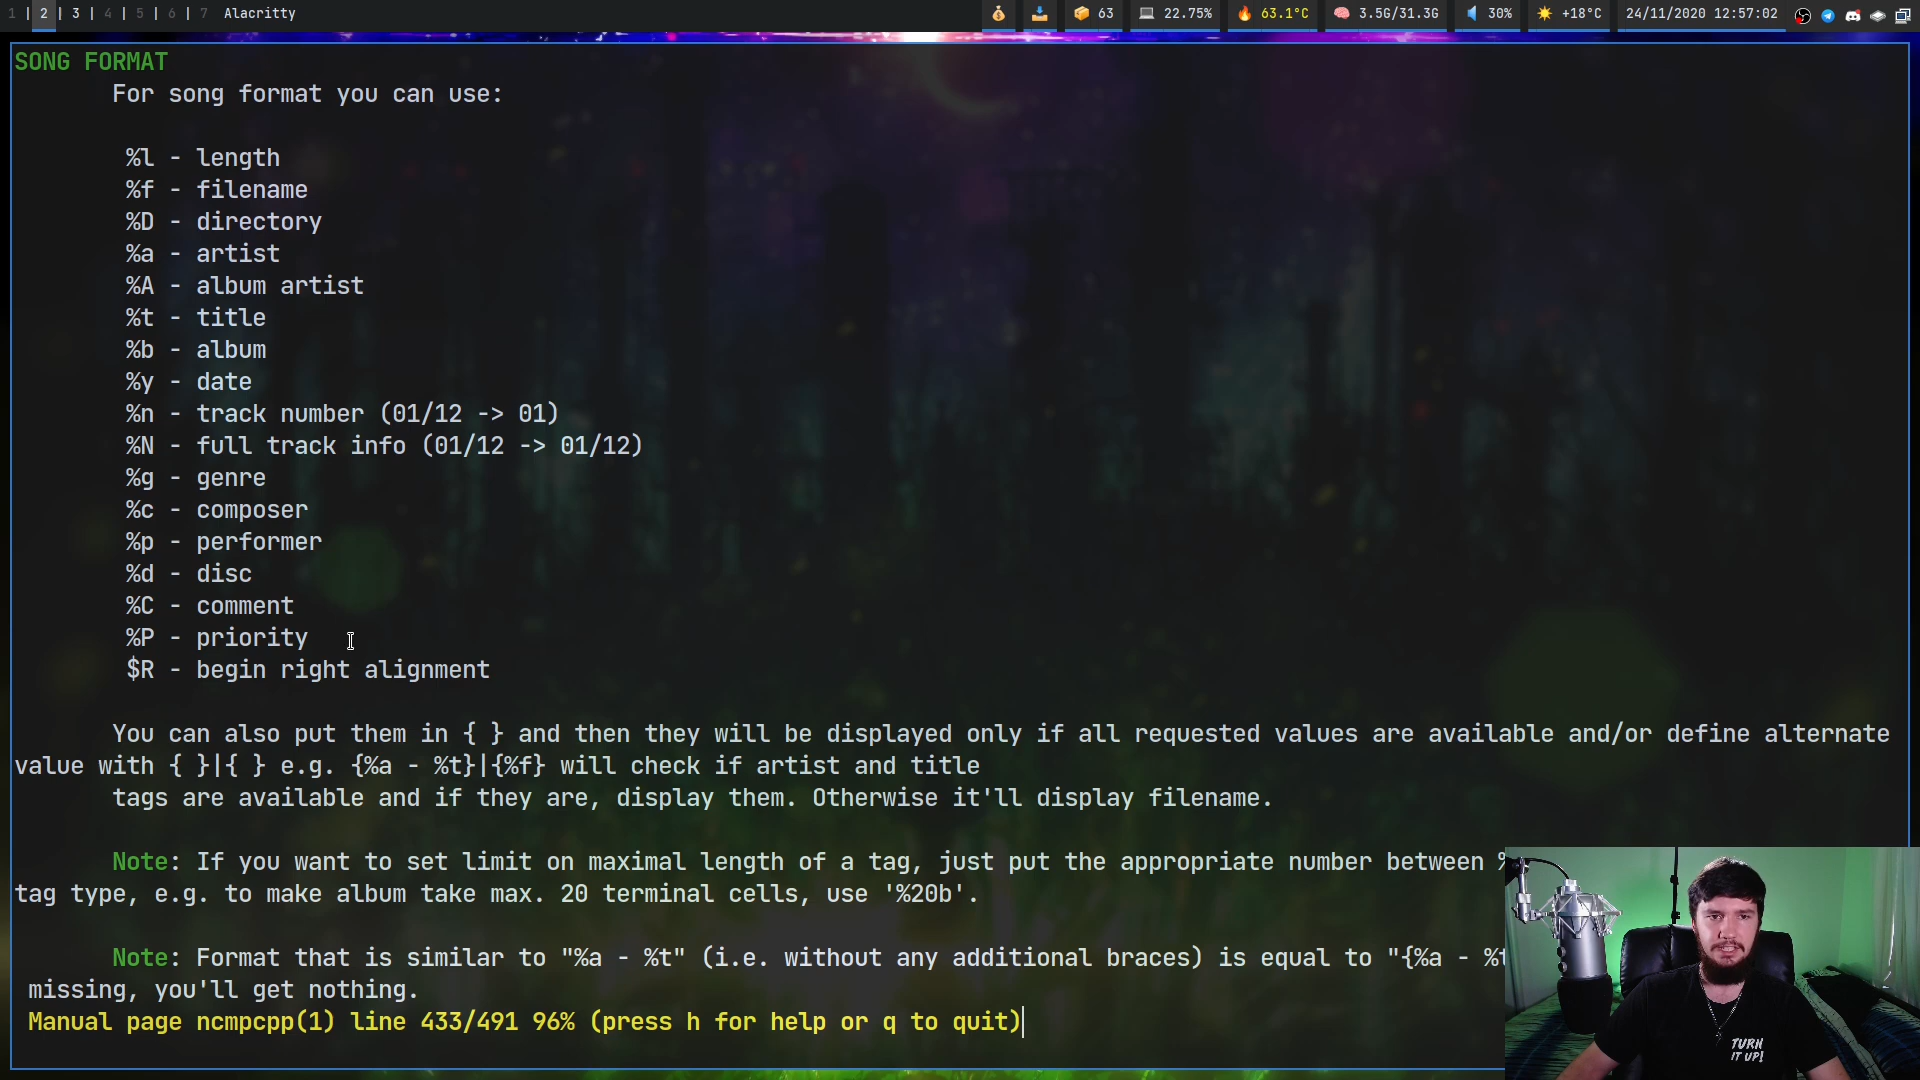 1 | 2 | 3 | 4 | 5 | 6 | 7 Alacritty 63 22.75% 63.1°C 3.5G/31.3G 30% +18°C 24/11/2020 12:57:02
SONG FORMAT
For song format you can use:
%l - length
%f - filename
%D - directory
%a - artist
%A - album artist
%t - title
%b - album
%y - date
%n - track number (01/12 -> 01)
%N - full track info (01/12 -> 01/12)
%g - genre
%c - composer
%p - performer
%d - disc
%C - comment
%P - priority
$R - begin right alignment
You can also put them in { } and then they will be displayed only if all requested values are available and/or define alternate
value with { }|{ } e.g. {%a - %t}|{%f} will check if artist and title
tags are available and if they are, display them. Otherwise it'll display filename.
Note: If you want to set limit on maximal length of a tag, just put the appropriate number between %
tag type, e.g. to make album take max. 20 terminal cells, use '%20b'.
Note: Format that is similar to "%a - %t" (i.e. without any additional braces) is equal to "{%a - %t
missing, you'll get nothing.
Manual page ncmpcpp(1) line 433/491 96% (press h for help or q to quit)
TURN
IT UP!